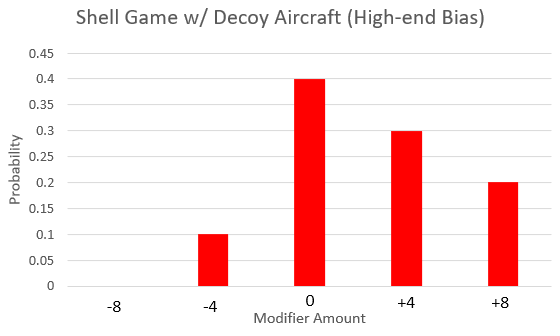 Shell Game w/ Decoy Aircraft (High-end Bias)
Probability
0.45
0.4
0.35
0.3
0.25
0.2
0.15
0.1
0.05
0
-8 -4 0 +4 +8
Modifier Amount